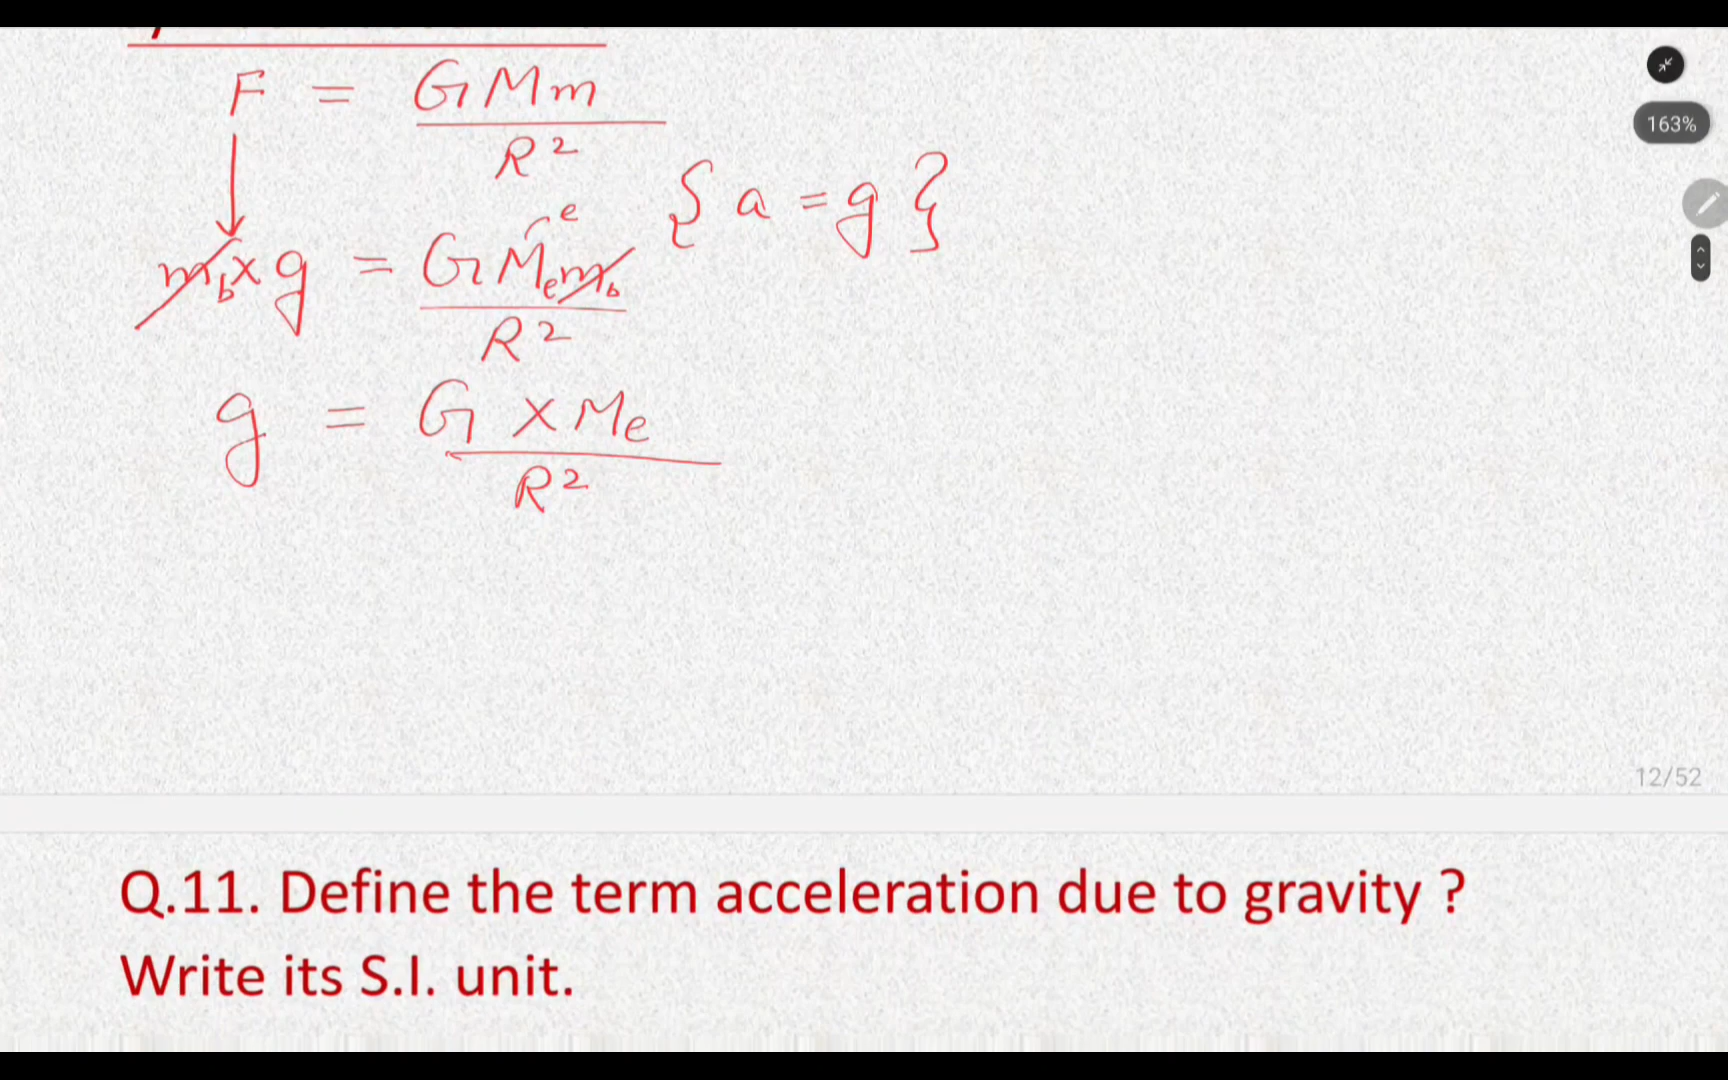 F = GMm
R²
163%
{ a = g }
e
m_b × g = GM_e m_b
R²
g = G × Me
R²
12/52
Q.11. Define the term acceleration due to gravity ?
Write its S.I. unit.